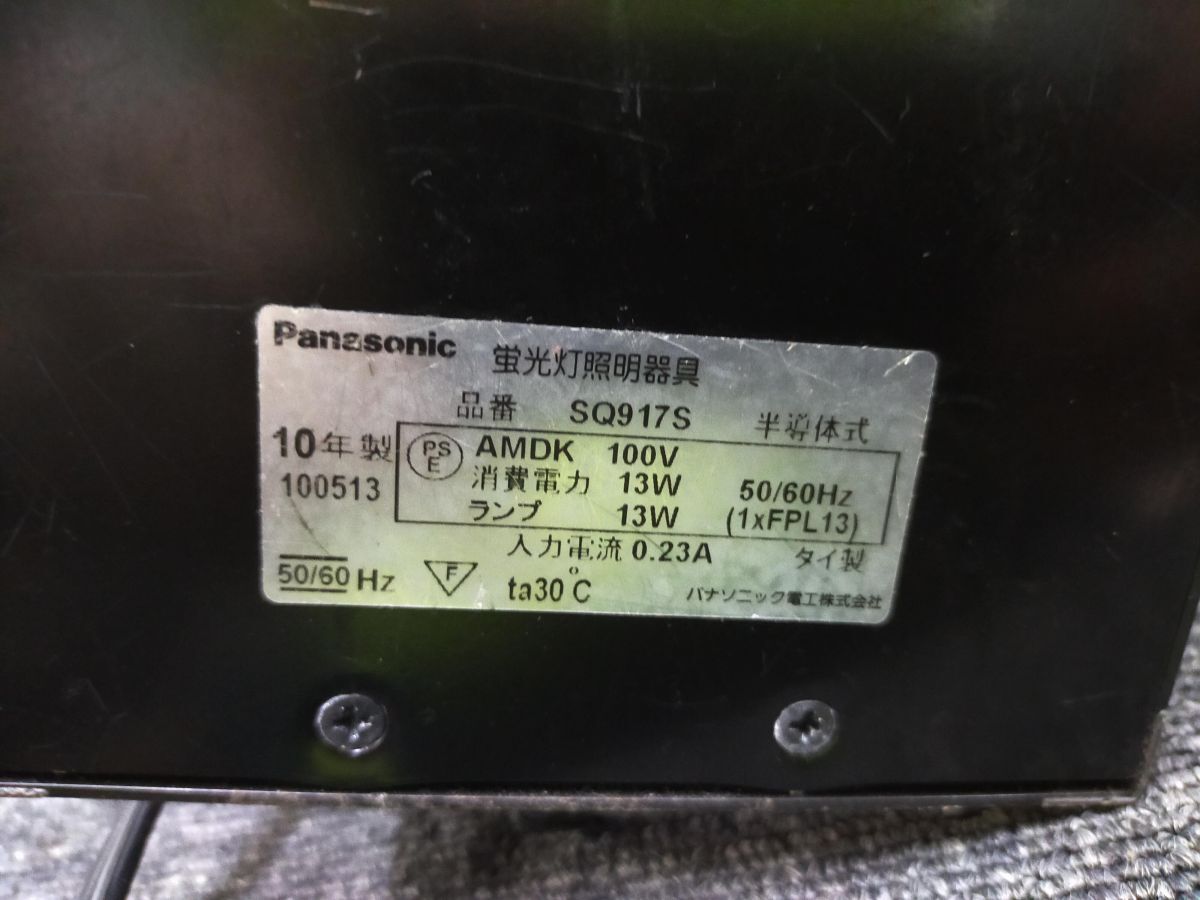 Panasonic 蛍光灯照明器具
品番 SQ917S 半導体式
10年製 PSE AMDK 100V
100513 消費電力 13W 50/60Hz
ランプ 13W (1xFPL13)
入力電流 0.23A タイ製
50/60 Hz F ta30°C パナソニック電工株式会社